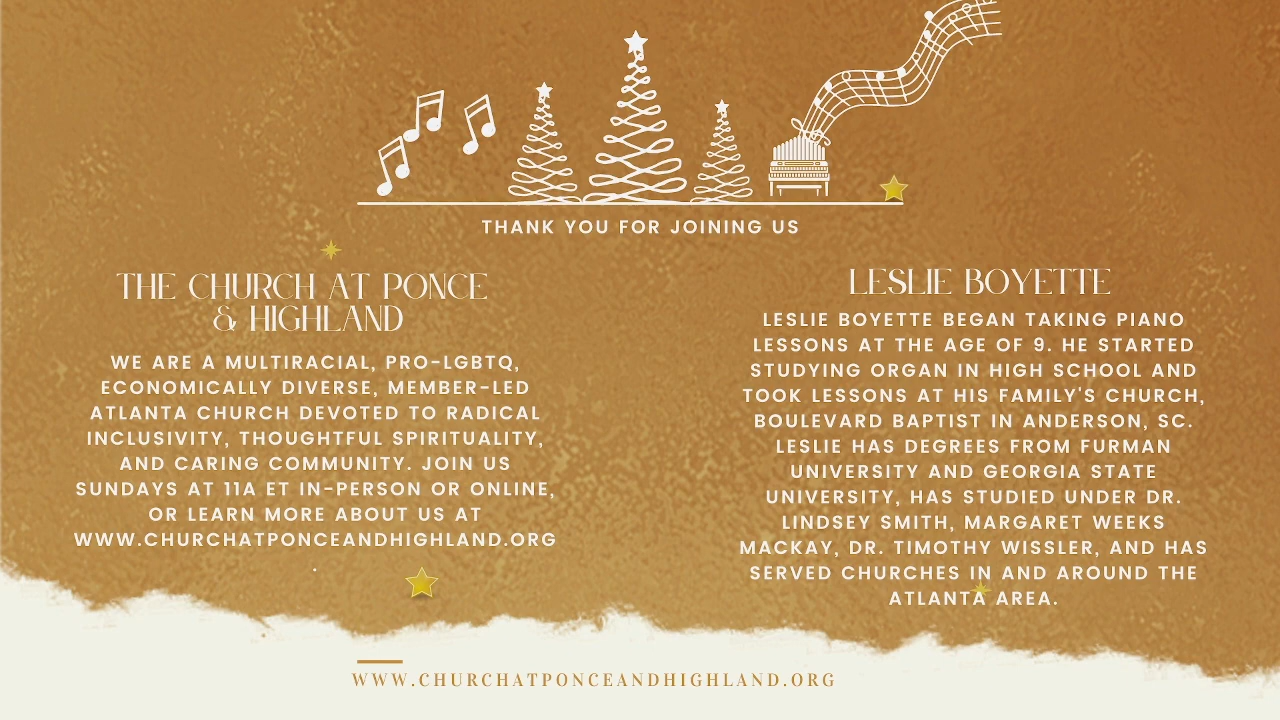 THANK YOU FOR JOINING US
THE CHURCH AT PONCE
& HIGHLAND
WE ARE A MULTIRACIAL, PRO-LGBTQ,
ECONOMICALLY DIVERSE, MEMBER-LED
ATLANTA CHURCH DEVOTED TO RADICAL
INCLUSIVITY, THOUGHTFUL SPIRITUALITY,
AND CARING COMMUNITY. JOIN US
SUNDAYS AT 11A ET IN-PERSON OR ONLINE,
OR LEARN MORE ABOUT US AT
WWW.CHURCHATPONCEANDHIGHLAND.ORG
.
LESLIE BOYETTE
LESLIE BOYETTE BEGAN TAKING PIANO
LESSONS AT THE AGE OF 9. HE STARTED
STUDYING ORGAN IN HIGH SCHOOL AND
TOOK LESSONS AT HIS FAMILY'S CHURCH,
BOULEVARD BAPTIST IN ANDERSON, SC.
LESLIE HAS DEGREES FROM FURMAN
UNIVERSITY AND GEORGIA STATE
UNIVERSITY, HAS STUDIED UNDER DR.
LINDSEY SMITH, MARGARET WEEKS
MACKAY, DR. TIMOTHY WISSLER, AND HAS
SERVED CHURCHES IN AND AROUND THE
ATLANTA AREA.
WWW.CHURCHATPONCEANDHIGHLAND.ORG